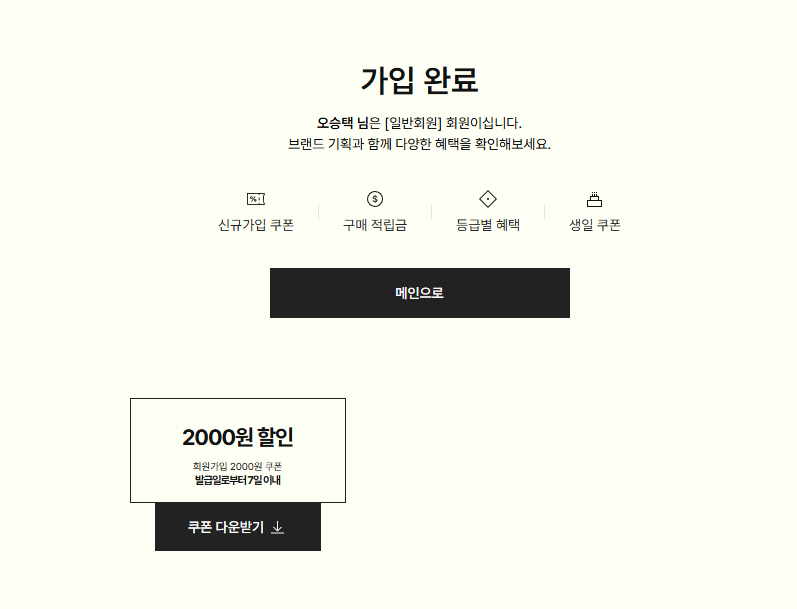 가입 완료
오승택 님은 [일반회원] 회원이십니다.
브랜드 기획과 함께 다양한 혜택을 확인해보세요.
신규가입 쿠폰
구매 적립금
등급별 혜택
생일 쿠폰
메인으로
2000원 할인
회원가입 2000원 쿠폰
발급일로부터 7일 이내
쿠폰 다운받기